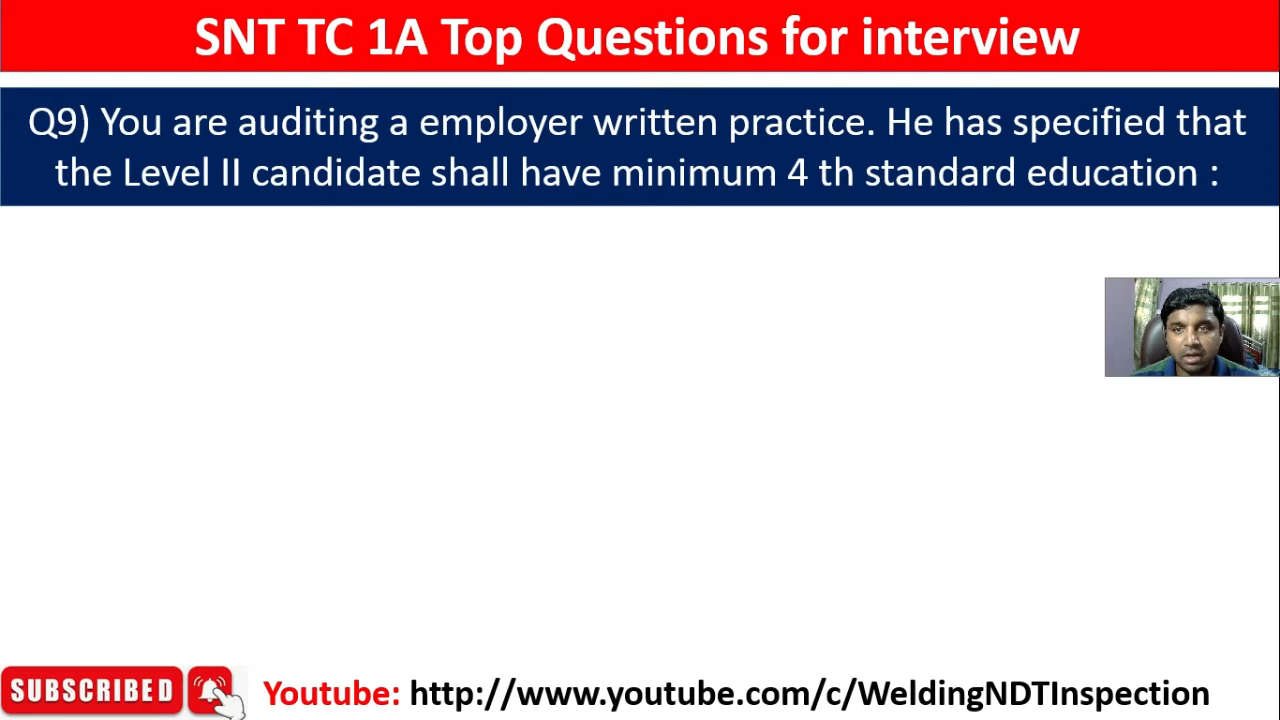 SNT TC 1A Top Questions for interview
Q9) You are auditing a employer written practice. He has specified that
the Level II candidate shall have minimum 4 th standard education :
SUBSCRIBED
Youtube: http://www.youtube.com/c/WeldingNDTInspection